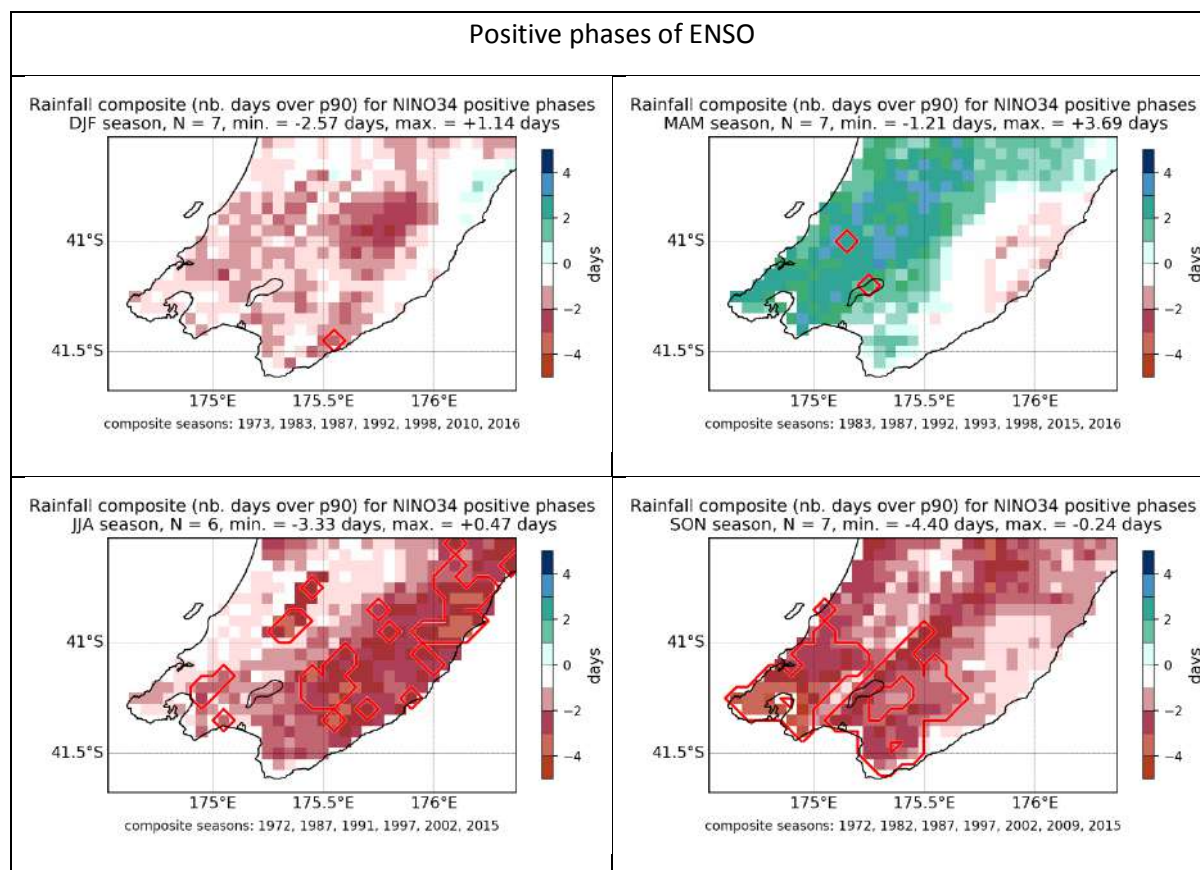 Positive phases of ENSO
Rainfall composite (nb. days over p90) for NINO34 positive phases
DJF season, N = 7, min. = -2.57 days, max. = +1.14 days
41°S
41.5°S
175°E
175.5°E
176°E
4
2
0
−2
−4
days
composite seasons: 1973, 1983, 1987, 1992, 1998, 2010, 2016
Rainfall composite (nb. days over p90) for NINO34 positive phases
MAM season, N = 7, min. = -1.21 days, max. = +3.69 days
41°S
41.5°S
175°E
175.5°E
176°E
4
2
0
−2
−4
days
composite seasons: 1983, 1987, 1992, 1993, 1998, 2015, 2016
Rainfall composite (nb. days over p90) for NINO34 positive phases
JJA season, N = 6, min. = -3.33 days, max. = +0.47 days
41°S
41.5°S
175°E
175.5°E
176°E
4
2
0
−2
−4
days
composite seasons: 1972, 1987, 1991, 1997, 2002, 2015
Rainfall composite (nb. days over p90) for NINO34 positive phases
SON season, N = 7, min. = -4.40 days, max. = -0.24 days
41°S
41.5°S
175°E
175.5°E
176°E
4
2
0
−2
−4
days
composite seasons: 1972, 1982, 1987, 1997, 2002, 2009, 2015